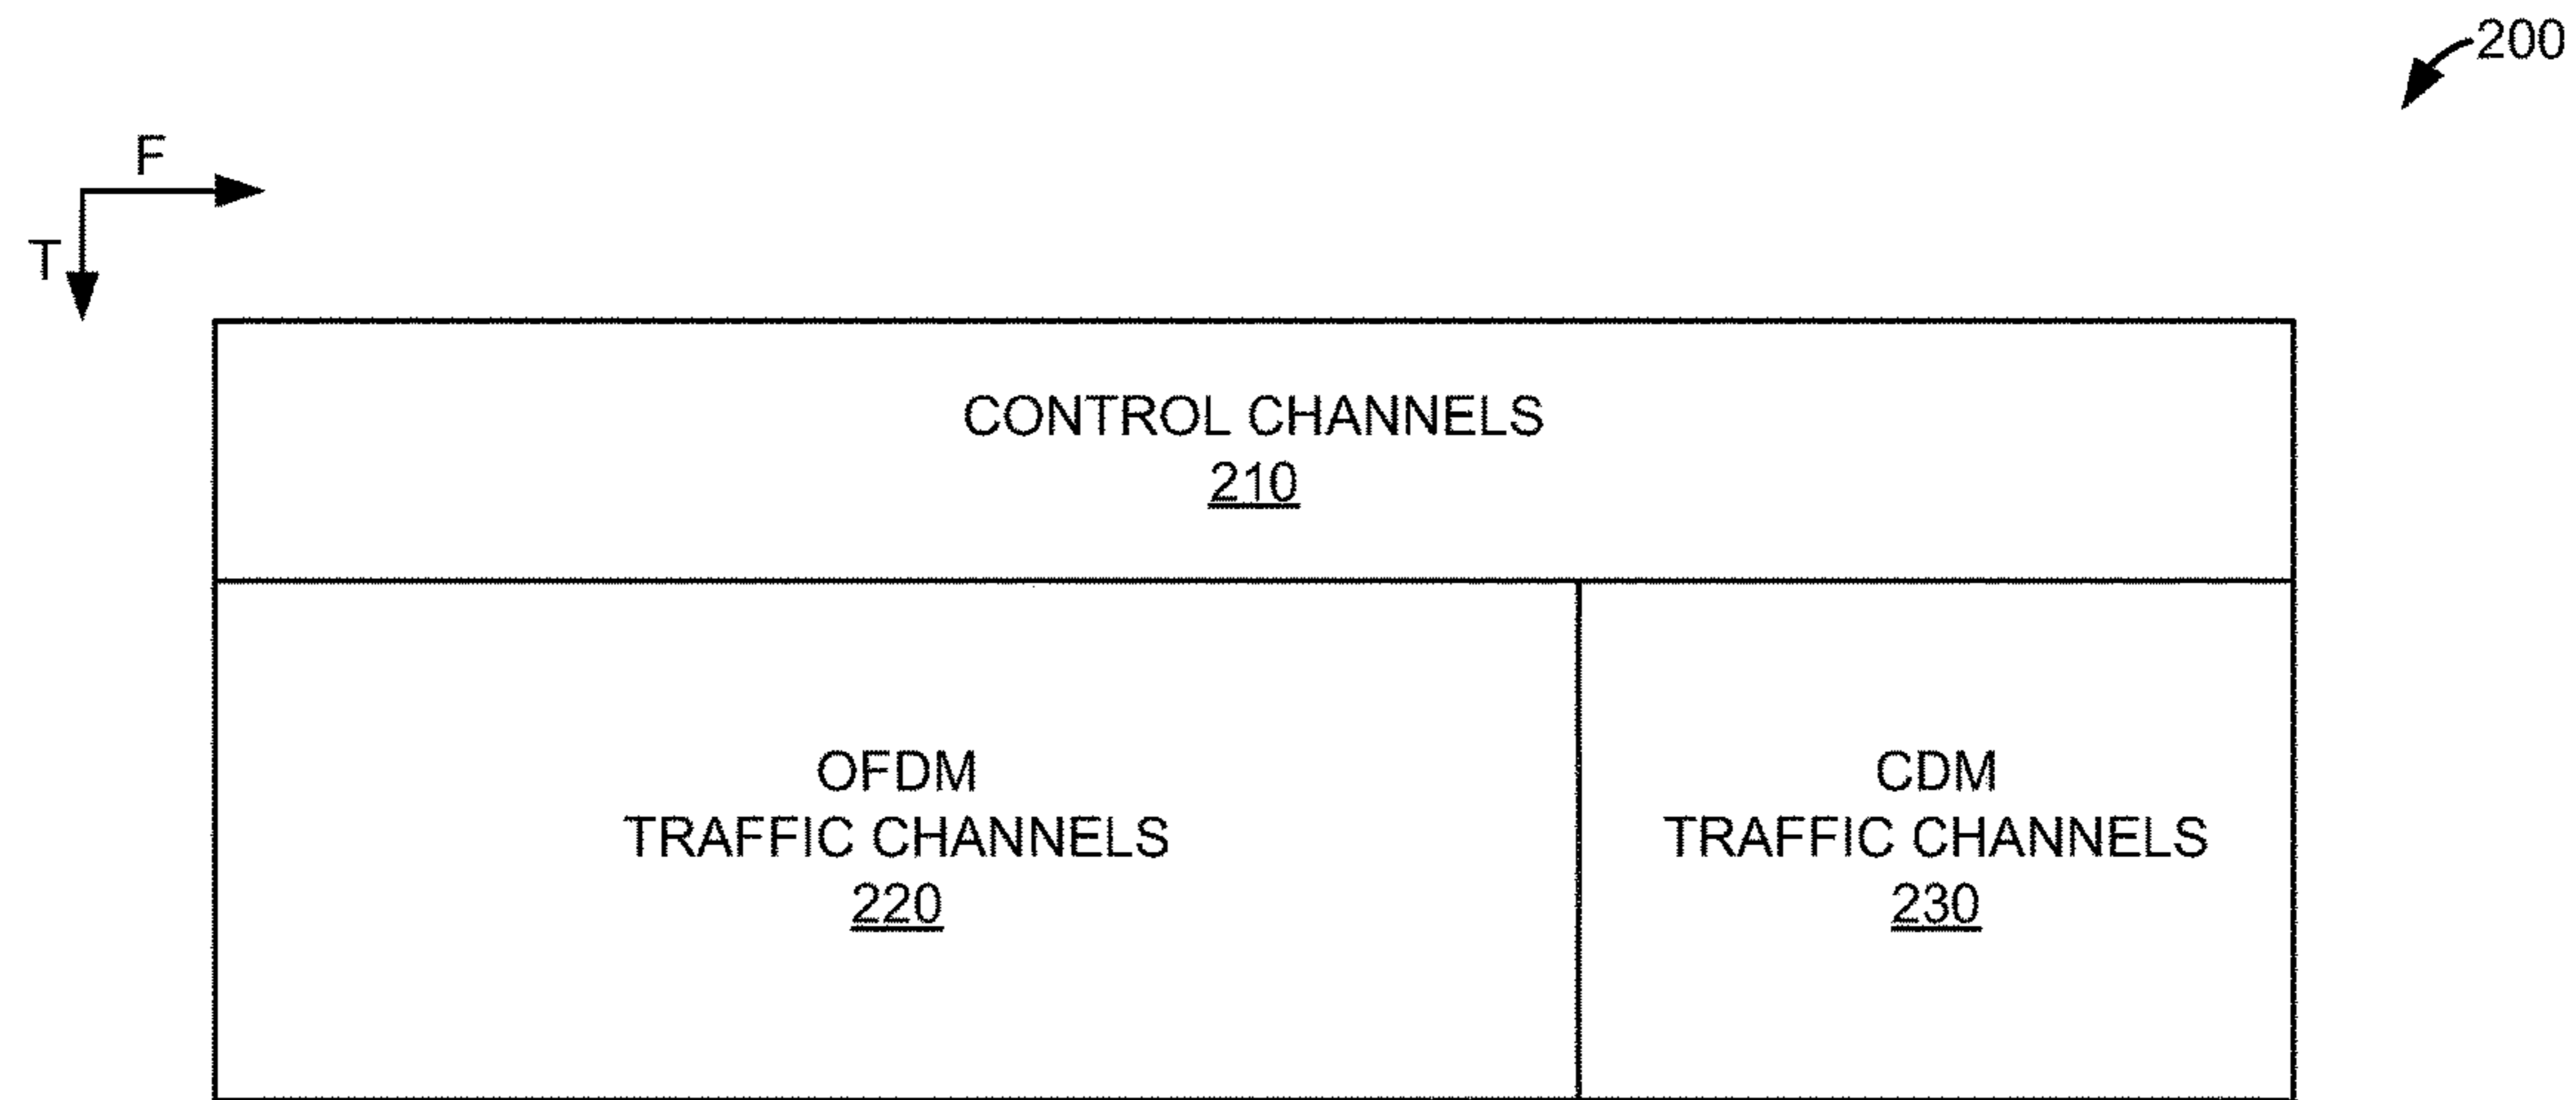 200
F
T
CONTROL CHANNELS
210
OFDM
TRAFFIC CHANNELS
220
CDM
TRAFFIC CHANNELS
230